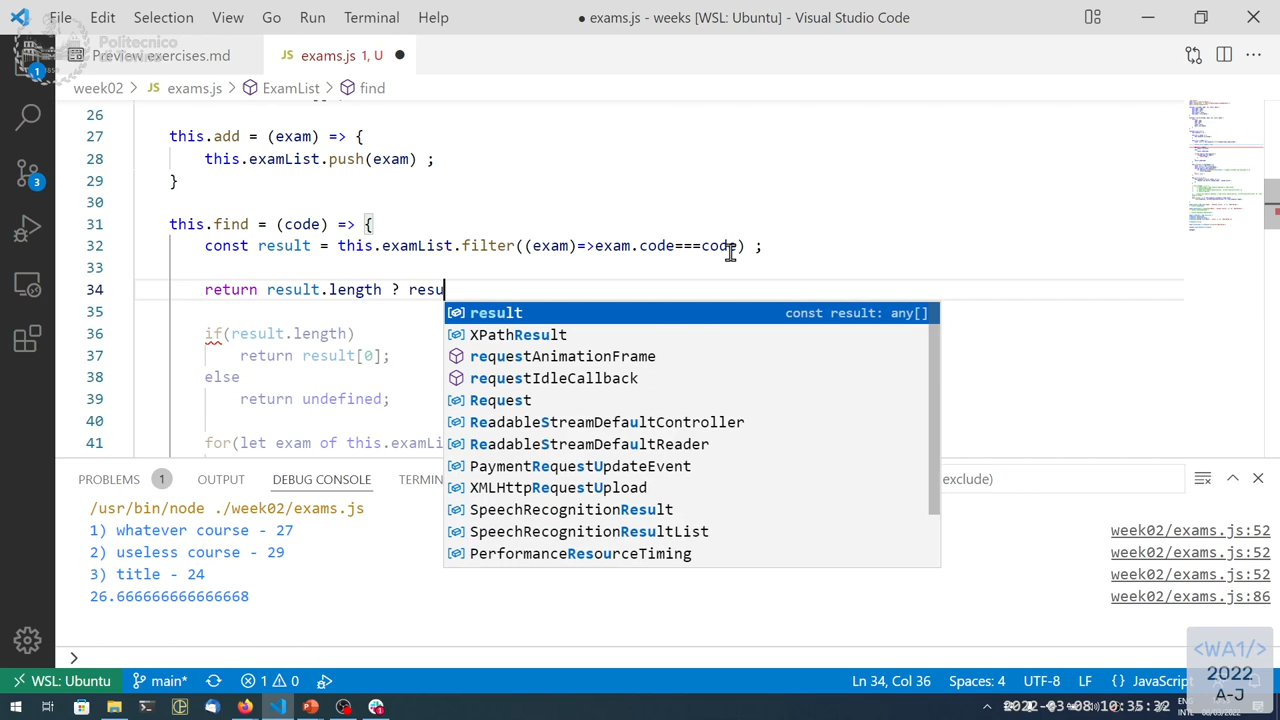 File Edit Selection View Go Run Terminal Help ● exams.js - weeks [WSL: Ubuntu] - Visual Studio Code
Politecnico
Preview exercises.md JS exams.js 1, U ●
week02 > JS exams.js > ExamList > find
26
27 this.add = (exam) => {
28 this.examList.push(exam) ;
29 }
30
31 this.find = (code) => {
32 const result = this.examList.filter((exam)=>exam.code===code) ;
33
34 return result.length ? resu
35
36 if(result.length)
37 return result[0];
38 else
39 return undefined;
40
41 for(let exam of this.examLi
result const result: any[]
XPathResult
requestAnimationFrame
requestIdleCallback
Request
ReadableStreamDefaultController
ReadableStreamDefaultReader
PaymentRequestUpdateEvent
XMLHttpRequestUpload
SpeechRecognitionResult
SpeechRecognitionResultList
PerformanceResourceTiming
PROBLEMS 1 OUTPUT DEBUG CONSOLE TERMIN exclude)
/usr/bin/node ./week02/exams.js
1) whatever course - 27 week02/exams.js:52
2) useless course - 29 week02/exams.js:52
3) title - 24 week02/exams.js:52
26.666666666666668 week02/exams.js:86
>
<WA1/>
2022
A-J
WSL: Ubuntu main* 1 0 Ln 34, Col 36 Spaces: 4 UTF-8 LF {} JavaScript
2022-03-08 10:35:32